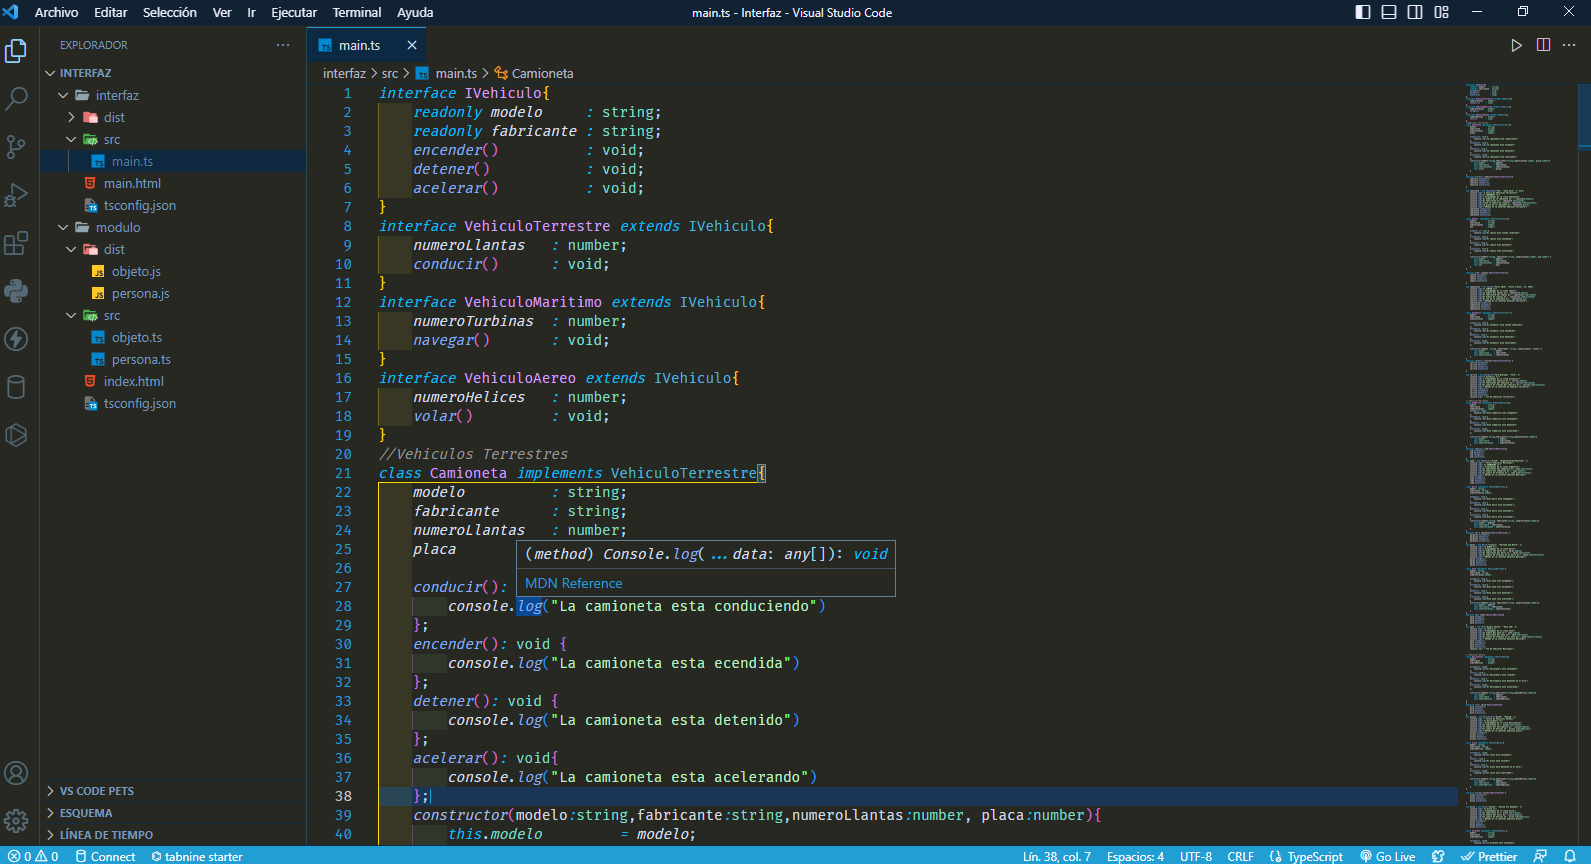 Archivo Editar Selección Ver Ir Ejecutar Terminal Ayuda
main.ts - Interfaz - Visual Studio Code
EXPLORADOR
INTERFAZ
interfaz
dist
src
main.ts
main.html
tsconfig.json
modulo
dist
objeto.js
persona.js
src
objeto.ts
persona.ts
index.html
tsconfig.json
VS CODE PETS
ESQUEMA
LÍNEA DE TIEMPO
main.ts
interfaz > src > main.ts > Camioneta
1 interface IVehiculo{
2 readonly modelo : string;
3 readonly fabricante : string;
4 encender() : void;
5 detener() : void;
6 acelerar() : void;
7 }
8 interface VehiculoTerrestre extends IVehiculo{
9 numeroLlantas : number;
10 conducir() : void;
11 }
12 interface VehiculoMaritimo extends IVehiculo{
13 numeroTurbinas : number;
14 navegar() : void;
15 }
16 interface VehiculoAereo extends IVehiculo{
17 numeroHelices : number;
18 volar() : void;
19 }
20 //Vehiculos Terrestres
21 class Camioneta implements VehiculoTerrestre{
22 modelo : string;
23 fabricante : string;
24 numeroLlantas : number;
25 placa
(method) Console.log(...data: any[]): void
MDN Reference
26
27 conducir():
28 console.log("La camioneta esta conduciendo")
29 };
30 encender(): void {
31 console.log("La camioneta esta ecendida")
32 };
33 detener(): void {
34 console.log("La camioneta esta detenido")
35 };
36 acelerar(): void{
37 console.log("La camioneta esta acelerando")
38 };
39 constructor(modelo:string,fabricante:string,numeroLlantas:number, placa:number){
40 this.modelo = modelo;
0 0 Connect tabnine starter
Lín. 38, col. 7 Espacios: 4 UTF-8 CRLF TypeScript Go Live Prettier